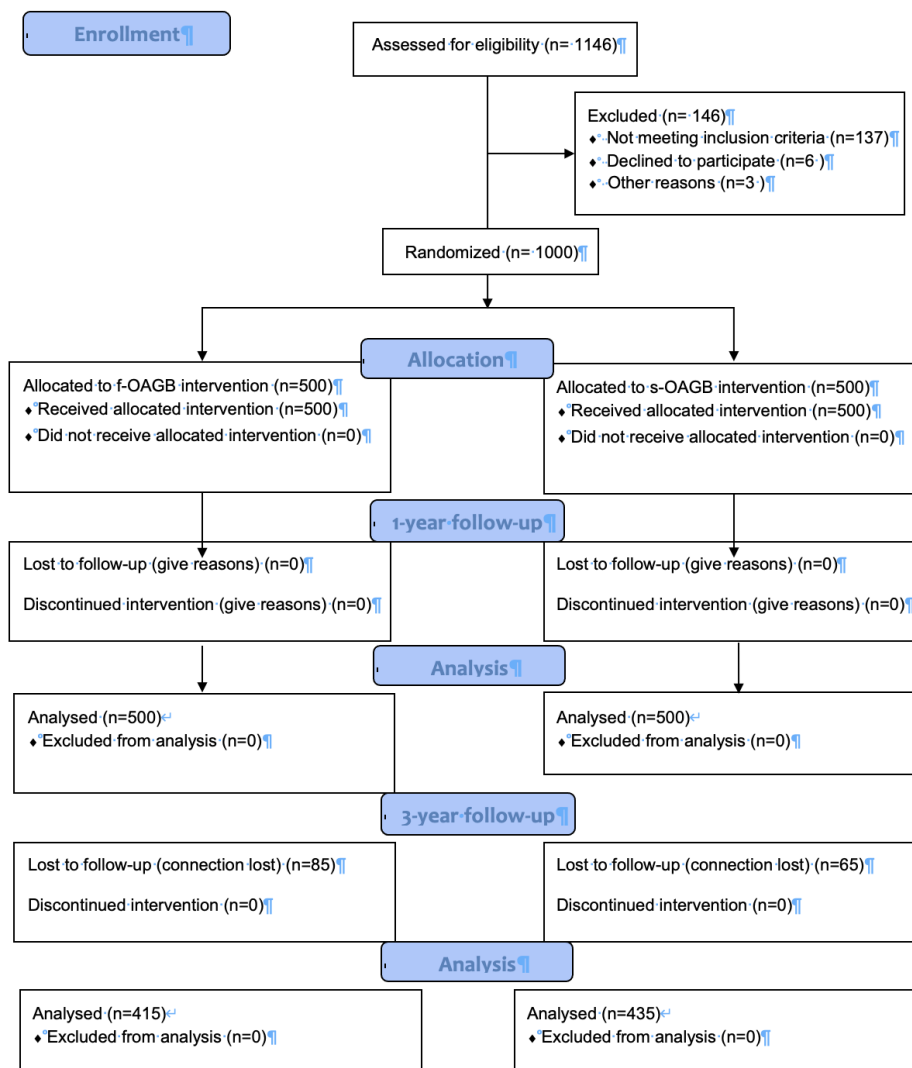 Enrollment¶
Assessed·for·eligibility·(n=·1146)¶
Excluded·(n=·146)¶
♦°··Not·meeting·inclusion·criteria·(n=137)¶
♦°··Declined·to·participate·(n=6·)¶
♦°··Other·reasons·(n=3·)¶
Randomized·(n=·1000)¶
Allocation¶
Allocated·to·f-OAGB·intervention·(n=500)¶
♦°Received·allocated·intervention·(n=500)¶
♦°Did·not·receive·allocated·intervention·(n=0)¶
Allocated·to·s-OAGB·intervention·(n=500)¶
♦°Received·allocated·intervention·(n=500)¶
♦°Did·not·receive·allocated·intervention·(n=0)¶
1-year·follow-up¶
Lost·to·follow-up·(give·reasons)·(n=0)¶
Discontinued·intervention·(give·reasons)·(n=0)¶
Lost·to·follow-up·(give·reasons)·(n=0)¶
Discontinued·intervention·(give·reasons)·(n=0)¶
Analysis¶
Analysed·(n=500)↵
♦°Excluded·from·analysis·(n=0)¶
Analysed·(n=500)↵
♦°Excluded·from·analysis·(n=0)¶
3-year·follow-up¶
Lost·to·follow-up·(connection·lost)·(n=85)¶
Discontinued·intervention·(n=0)¶
Lost·to·follow-up·(connection·lost)·(n=65)¶
Discontinued·intervention·(n=0)¶
Analysis¶
Analysed·(n=415)↵
♦°Excluded·from·analysis·(n=0)¶
Analysed·(n=435)↵
♦°Excluded·from·analysis·(n=0)¶